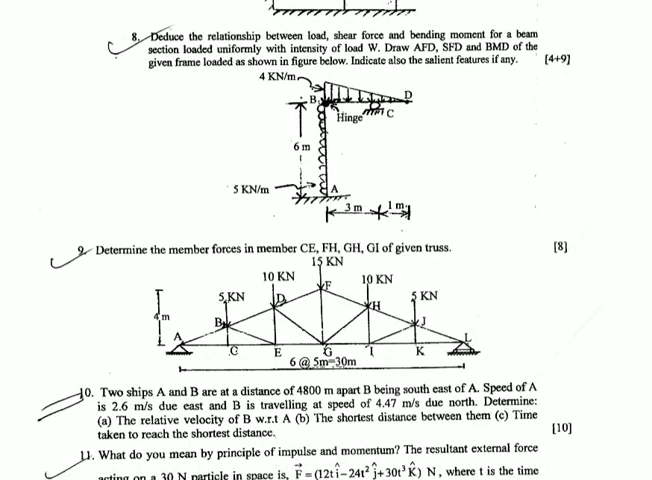 8. Deduce the relationship between load, shear force and bending moment for a beam
section loaded uniformly with intensity of load W. Draw AFD, SFD and BMD of the
given frame loaded as shown in figure below. Indicate also the salient features if any. [4+9]
4 KN/m
B
D
Hinge
C
6 m
5 KN/m
A
3 m 1 m
9. Determine the member forces in member CE, FH, GH, GI of given truss. [8]
15 KN
10 KN
10 KN
F
5 KN
D
H
5 KN
4 m
B
J
A
L
C E G I K
6 @ 5m=30m
10. Two ships A and B are at a distance of 4800 m apart B being south east of A. Speed of A
is 2.6 m/s due east and B is travelling at speed of 4.47 m/s due north. Determine:
(a) The relative velocity of B w.r.t A (b) The shortest distance between them (c) Time
taken to reach the shortest distance. [10]
11. What do you mean by principle of impulse and momentum? The resultant external force
acting on a 30 N particle in space is, F⃗ = (12t î−24t² ĵ+30t³ K̂) N, where t is the time